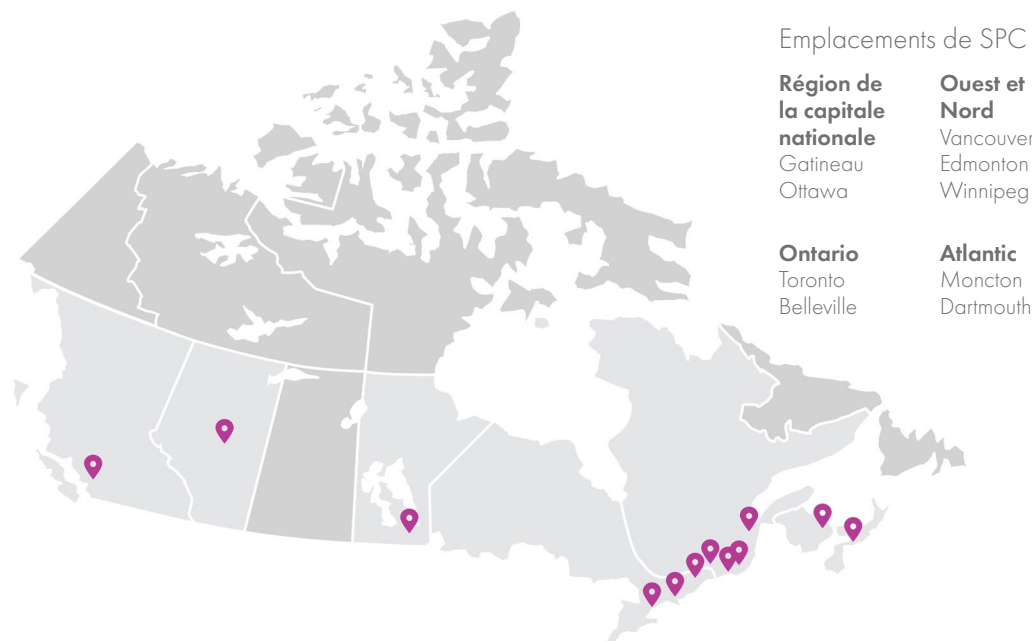 Emplacements de SPC
Région de
la capitale
nationale
Gatineau
Ottawa
Ouest et
Nord
Vancouver
Edmonton
Winnipeg
Ontario
Toronto
Belleville
Atlantic
Moncton
Dartmouth